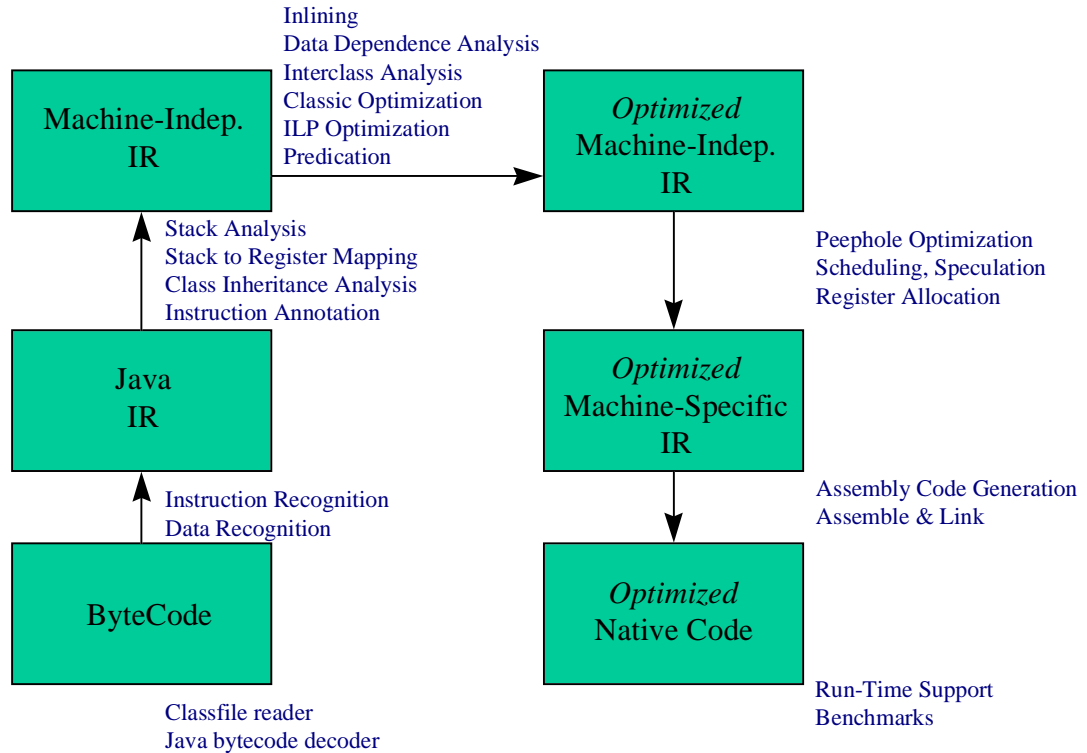 Inlining
Data Dependence Analysis
Interclass Analysis
Classic Optimization
ILP Optimization
Predication
Machine-Indep.
IR
Optimized
Machine-Indep.
IR
Stack Analysis
Stack to Register Mapping
Class Inheritance Analysis
Instruction Annotation
Peephole Optimization
Scheduling, Speculation
Register Allocation
Java
IR
Optimized
Machine-Specific
IR
Instruction Recognition
Data Recognition
Assembly Code Generation
Assemble & Link
ByteCode
Optimized
Native Code
Classfile reader
Java bytecode decoder
Run-Time Support
Benchmarks